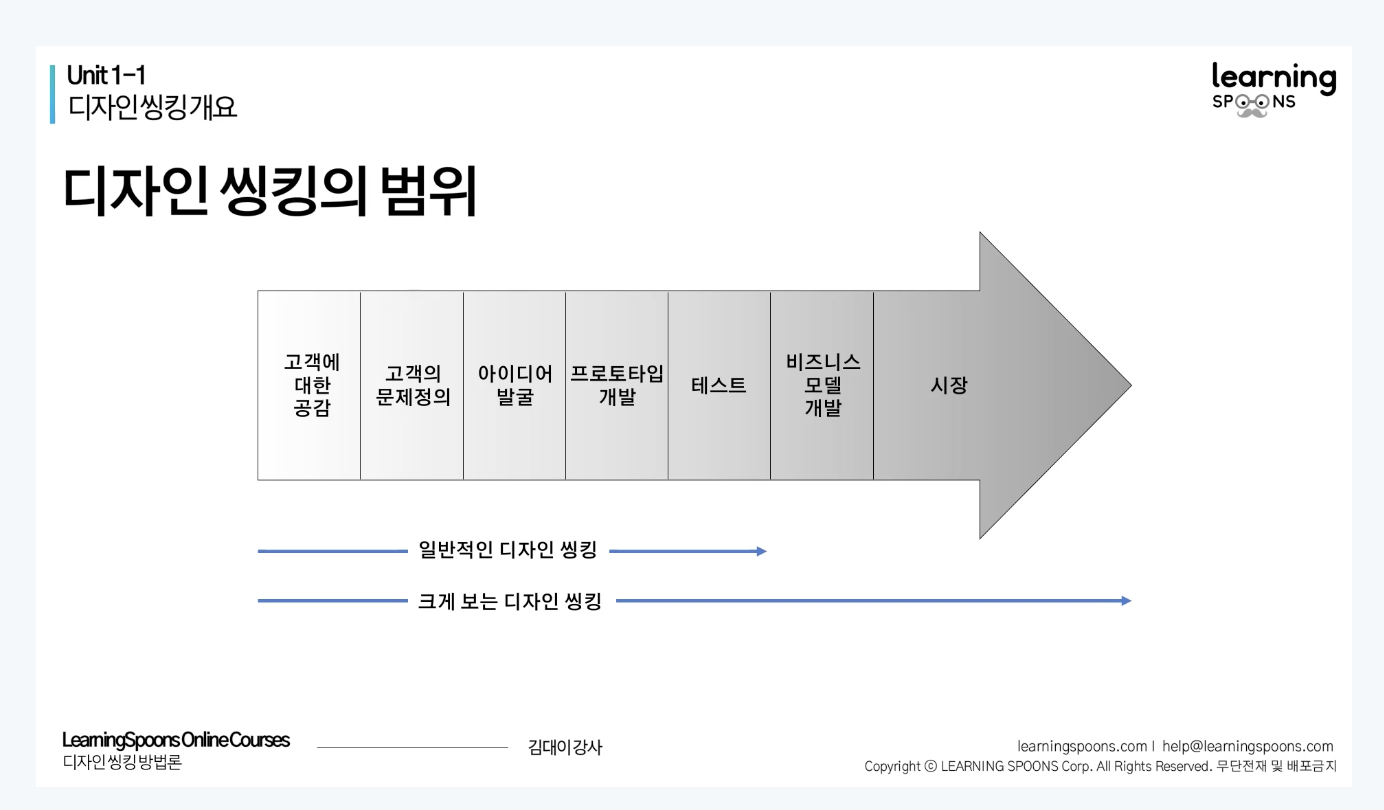 Unit 1-1
디자인 씽킹 개요
learning
SPOONS
디자인 씽킹의 범위
고객에
대한
공감
고객의
문제정의
아이디어
발굴
프로토타입
개발
테스트
비즈니스
모델
개발
시장
일반적인 디자인 씽킹
크게 보는 디자인 씽킹
LearningSpoons Online Courses
디자인 씽킹 방법론
김대이 강사
learningspoons.com l help@learningspoons.com
Copyright ⓒ LEARNING SPOONS Corp. All Rights Reserved. 무단전재 및 배포금지